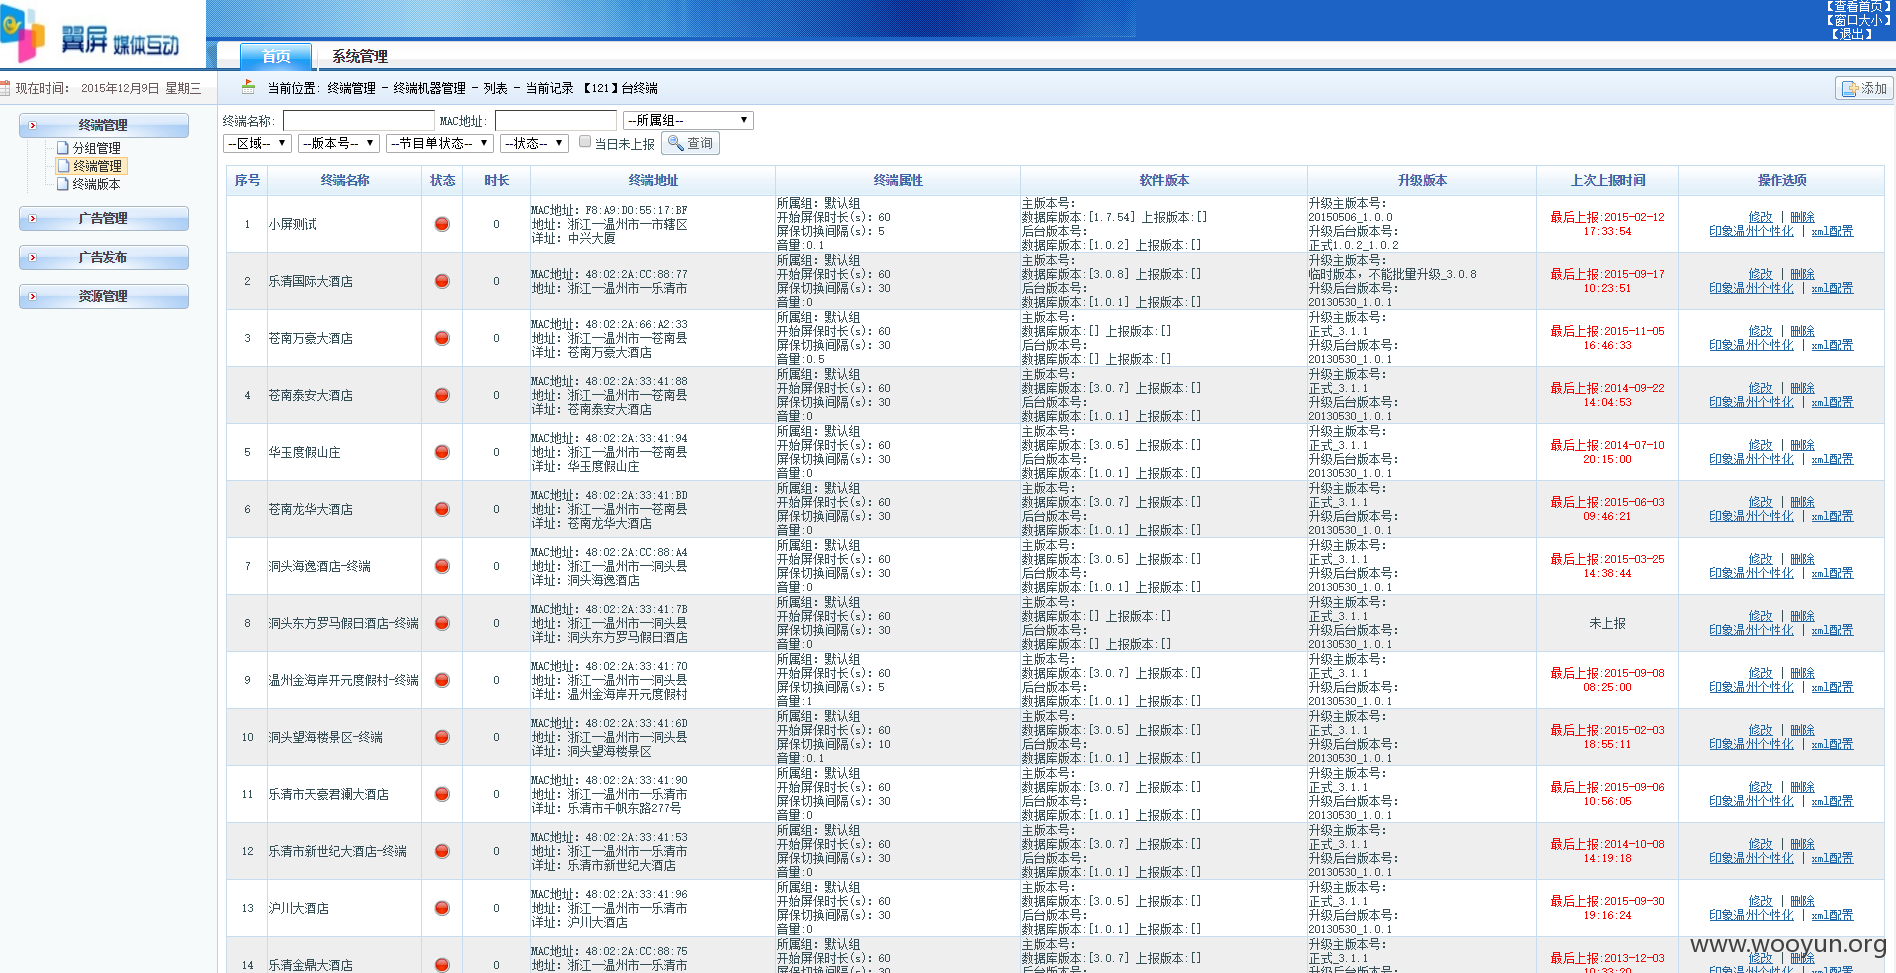 翼屏 媒体互动
【查看首页】
【窗口大小】
【退出】
首页 系统管理
现在时间： 2015年12月9日 星期三
当前位置: 终端管理 - 终端机器管理 - 列表 - 当前记录 【121】台终端
添加
终端管理
分组管理
终端管理
终端版本
广告管理
广告发布
资源管理
终端名称: MAC地址: --所属组--
--区域-- --版本号-- --节目单状态-- --状态-- 当日未上报 查询
序号 终端名称 状态 时长 终端地址 终端属性 软件版本 升级版本 上次上报时间 操作选项
1 小屏测试 0
MAC地址: F8:A9:D0:55:17:BF
地址: 浙江—温州市—市辖区
详址: 中兴大厦
所属组: 默认组
开始屏保时长(s): 60
屏保切换间隔(s): 5
音量:0.1
主版本号:
数据库版本:[1.7.54] 上报版本:[]
后台版本号:
数据库版本:[1.0.2] 上报版本:[]
升级主版本号:
20150506_1.0.0
升级后台版本号:
正式1.0.2_1.0.2
最后上报:2015-02-12
17:33:54
修改 | 删除
印象温州个性化 | xml配置
2 乐清国际大酒店 0
MAC地址: 48:02:2A:CC:88:77
地址: 浙江—温州市—乐清市
所属组: 默认组
开始屏保时长(s): 60
屏保切换间隔(s): 30
音量:0
主版本号:
数据库版本:[3.0.8] 上报版本:[]
后台版本号:
数据库版本:[1.0.1] 上报版本:[]
升级主版本号:
临时版本, 不能批量升级_3.0.8
升级后台版本号:
20130530_1.0.1
最后上报:2015-09-17
10:23:51
修改 | 删除
印象温州个性化 | xml配置
3 苍南万豪大酒店 0
MAC地址: 48:02:2A:66:A2:33
地址: 浙江—温州市—苍南县
详址: 苍南万豪大酒店
所属组: 默认组
开始屏保时长(s): 60
屏保切换间隔(s): 30
音量:0.5
主版本号:
数据库版本:[] 上报版本:[]
后台版本号:
数据库版本:[] 上报版本:[]
升级主版本号:
正式_3.1.1
升级后台版本号:
20130530_1.0.1
最后上报:2015-11-05
16:46:33
修改 | 删除
印象温州个性化 | xml配置
4 苍南泰安大酒店 0
MAC地址: 48:02:2A:33:41:88
地址: 浙江—温州市—苍南县
详址: 苍南泰安大酒店
所属组: 默认组
开始屏保时长(s): 60
屏保切换间隔(s): 30
音量:0
主版本号:
数据库版本:[3.0.7] 上报版本:[]
后台版本号:
数据库版本:[1.0.1] 上报版本:[]
升级主版本号:
正式_3.1.1
升级后台版本号:
20130530_1.0.1
最后上报:2014-09-22
14:04:53
修改 | 删除
印象温州个性化 | xml配置
5 华玉度假山庄 0
MAC地址: 48:02:2A:33:41:94
地址: 浙江—温州市—苍南县
详址: 华玉度假山庄
所属组: 默认组
开始屏保时长(s): 60
屏保切换间隔(s): 30
音量:0
主版本号:
数据库版本:[3.0.5] 上报版本:[]
后台版本号:
数据库版本:[1.0.1] 上报版本:[]
升级主版本号:
正式_3.1.1
升级后台版本号:
20130530_1.0.1
最后上报:2014-07-10
20:15:00
修改 | 删除
印象温州个性化 | xml配置
6 苍南龙华大酒店 0
MAC地址: 48:02:2A:33:41:BD
地址: 浙江—温州市—苍南县
详址: 苍南龙华大酒店
所属组: 默认组
开始屏保时长(s): 60
屏保切换间隔(s): 30
音量:0
主版本号:
数据库版本:[3.0.7] 上报版本:[]
后台版本号:
数据库版本:[1.0.1] 上报版本:[]
升级主版本号:
正式_3.1.1
升级后台版本号:
20130530_1.0.1
最后上报:2015-06-03
09:46:21
修改 | 删除
印象温州个性化 | xml配置
7 洞头海逸酒店-终端 0
MAC地址: 48:02:2A:CC:88:A4
地址: 浙江—温州市—洞头县
详址: 洞头海逸酒店
所属组: 默认组
开始屏保时长(s): 60
屏保切换间隔(s): 30
音量:0
主版本号:
数据库版本:[3.0.5] 上报版本:[]
后台版本号:
数据库版本:[1.0.1] 上报版本:[]
升级主版本号:
正式_3.1.1
升级后台版本号:
20130530_1.0.1
最后上报:2015-03-25
14:38:44
修改 | 删除
印象温州个性化 | xml配置
8 洞头东方罗马假日酒店-终端 0
MAC地址: 48:02:2A:33:41:7B
地址: 浙江—温州市—洞头县
详址: 洞头东方罗马假日酒店
所属组: 默认组
开始屏保时长(s): 60
屏保切换间隔(s): 30
音量:0
主版本号:
数据库版本:[] 上报版本:[]
后台版本号:
数据库版本:[] 上报版本:[]
升级主版本号:
正式_3.1.1
升级后台版本号:
20130530_1.0.1
未上报
修改 | 删除
印象温州个性化 | xml配置
9 温州金海岸开元度假村-终端 0
MAC地址: 48:02:2A:33:41:70
地址: 浙江—温州市—洞头县
详址: 温州金海岸开元度假村
所属组: 默认组
开始屏保时长(s): 60
屏保切换间隔(s): 5
音量:1
主版本号:
数据库版本:[3.0.7] 上报版本:[]
后台版本号:
数据库版本:[1.0.1] 上报版本:[]
升级主版本号:
正式_3.1.1
升级后台版本号:
20130530_1.0.1
最后上报:2015-09-08
08:25:00
修改 | 删除
印象温州个性化 | xml配置
10 洞头望海楼景区-终端 0
MAC地址: 48:02:2A:33:41:6D
地址: 浙江—温州市—洞头县
详址: 洞头望海楼景区
所属组: 默认组
开始屏保时长(s): 60
屏保切换间隔(s): 10
音量:0.1
主版本号:
数据库版本:[3.0.5] 上报版本:[]
后台版本号:
数据库版本:[1.0.1] 上报版本:[]
升级主版本号:
正式_3.1.1
升级后台版本号:
20130530_1.0.1
最后上报:2015-02-03
18:55:11
修改 | 删除
印象温州个性化 | xml配置
11 乐清市天豪君澜大酒店 0
MAC地址: 48:02:2A:33:41:90
地址: 浙江—温州市—乐清市
详址: 乐清市千帆东路277号
所属组: 默认组
开始屏保时长(s): 60
屏保切换间隔(s): 30
音量:0
主版本号:
数据库版本:[3.0.7] 上报版本:[]
后台版本号:
数据库版本:[1.0.1] 上报版本:[]
升级主版本号:
正式_3.1.1
升级后台版本号:
20130530_1.0.1
最后上报:2015-09-06
10:56:05
修改 | 删除
印象温州个性化 | xml配置
12 乐清市新世纪大酒店-终端 0
MAC地址: 48:02:2A:33:41:53
地址: 浙江—温州市—乐清市
详址: 乐清市新世纪大酒店
所属组: 默认组
开始屏保时长(s): 60
屏保切换间隔(s): 30
音量:0
主版本号:
数据库版本:[3.0.7] 上报版本:[]
后台版本号:
数据库版本:[1.0.1] 上报版本:[]
升级主版本号:
正式_3.1.1
升级后台版本号:
20130530_1.0.1
最后上报:2014-10-08
14:19:18
修改 | 删除
印象温州个性化 | xml配置
13 沪川大酒店 0
MAC地址: 48:02:2A:33:41:96
地址: 浙江—温州市—乐清市
详址: 沪川大酒店
所属组: 默认组
开始屏保时长(s): 60
屏保切换间隔(s): 30
音量:0
主版本号:
数据库版本:[3.0.7] 上报版本:[]
后台版本号:
数据库版本:[1.0.1] 上报版本:[]
升级主版本号:
正式_3.1.1
升级后台版本号:
20130530_1.0.1
最后上报:2015-09-30
19:16:24
修改 | 删除
印象温州个性化 | xml配置
14 乐清金鼎大酒店 0
MAC地址: 48:02:2A:CC:88:75
地址: 浙江—温州市—乐清市
所属组: 默认组
开始屏保时长(s): 60
屏保切换间隔(s): 30
主版本号:
数据库版本:[3.0.7] 上报版本:[]
后台版本号:
升级主版本号:
正式_3.1.1
升级后台版本号:
最后上报:2013-12-03
10:33:20
修改 | 删除
印象温州个性化 | xml配置
www.wooyun.org